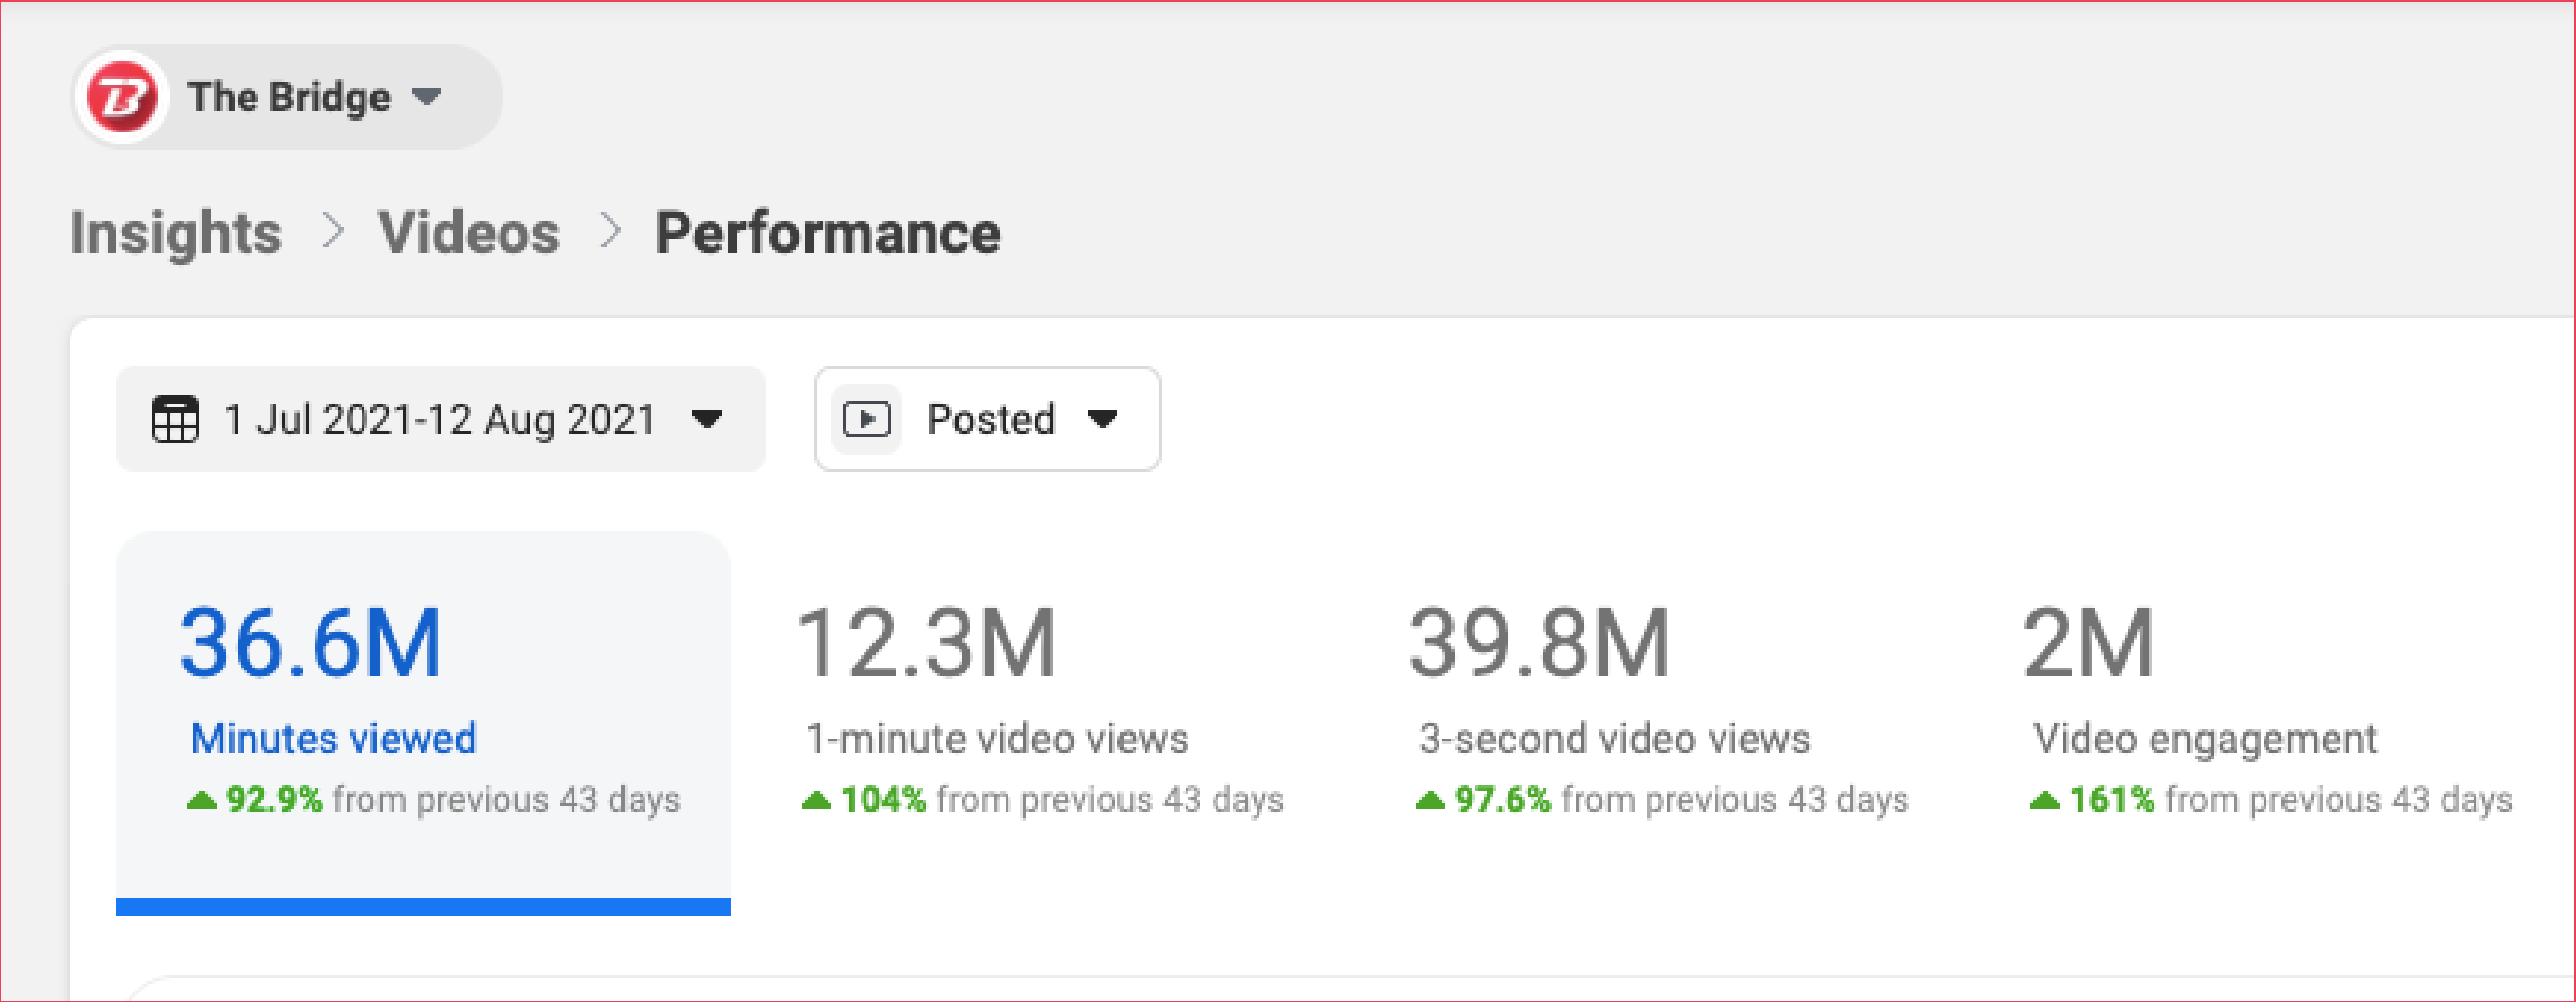 The Bridge
Insights > Videos > Performance
1 Jul 2021-12 Aug 2021
Posted
36.6M
Minutes viewed
92.9% from previous 43 days
12.3M
1-minute video views
104% from previous 43 days
39.8M
3-second video views
97.6% from previous 43 days
2M
Video engagement
161% from previous 43 days